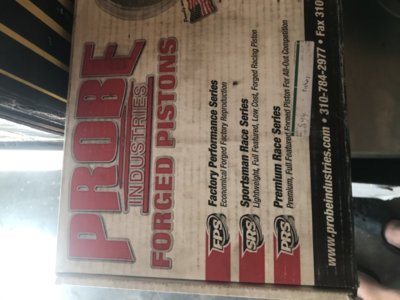 PROBE
INDUSTRIES
FORGED PISTONS
FPS
Factory Performance Series
Economical Forged Factory Reproduction
SRS
Sportsman Race Series
Lightweight, Full Featured, Low Cost, Forged Racing Piston
PRS
Premium Race Series
Premium, Full Featured Forged Piston For All-Out Competition
www.probeindustries.com • 310-784-2977 • Fax 310